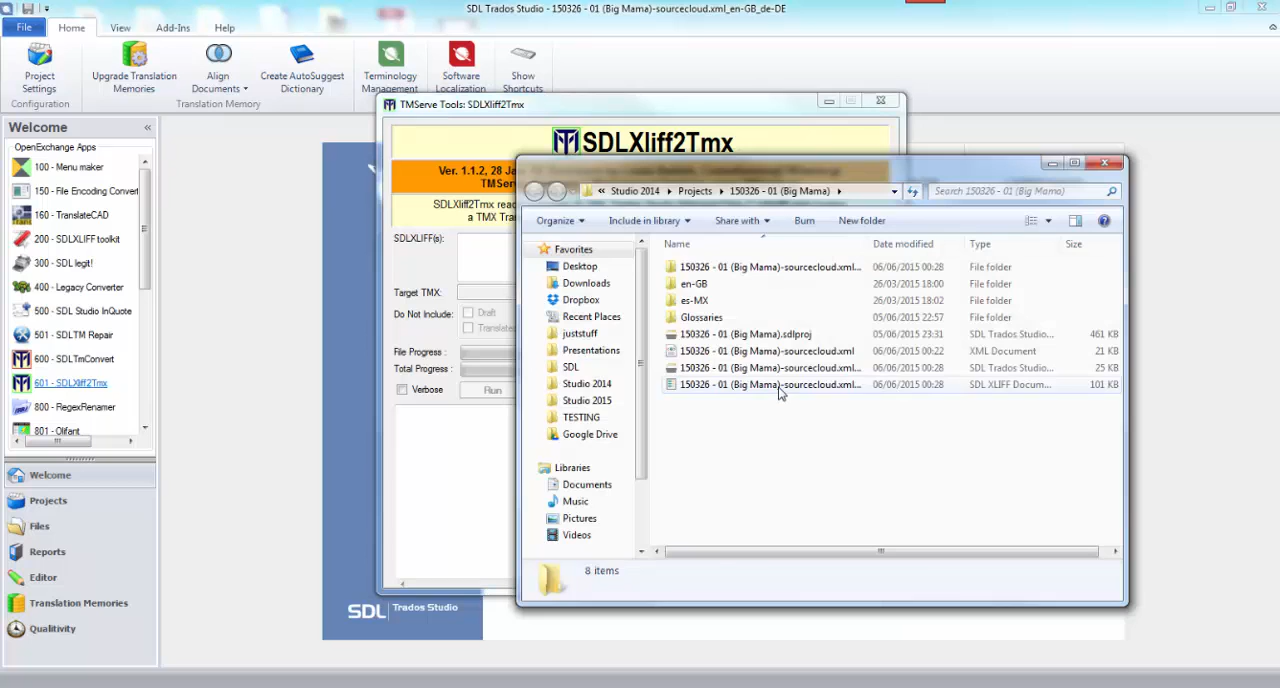 SDL Trados Studio - 150326 - 01 (Big Mama)-sourcecloud.xml_en-GB_de-DE
File Home View Add-Ins Help
Project Settings
Upgrade Translation Memories
Align Documents
Create AutoSuggest Dictionary
Terminology Management
Software Localization
Show Shortcuts
Configuration
Translation Memory
Welcome «
OpenExchange Apps
100 - Menu maker
150 - File Encoding Convert
160 - TranslateCAD
200 - SDLXLIFF toolkit
300 - SDL legit!
400 - Legacy Converter
500 - SDL Studio InQuote
501 - SDLTM Repair
600 - SDLTmConvert
601 - SDLXliff2Tmx
800 - RegexRenamer
801 - Olifant
Welcome
Projects
Files
Reports
Editor
Translation Memories
Qualitivity
TMServe Tools: SDLXliff2Tmx
SDLXliff2Tmx
Ver. 1.1.2, 28 Ja
TMSer
SDLXliff2Tmx rea
a TMX Tran
SDLXLIFF(s):
Target TMX:
Do Not Include: Draft
Translated
File Progress :
Total Progress :
Verbose Run
SDL Trados Studio
« Studio 2014 Projects 150326 - 01 (Big Mama)
Search 150326 - 01 (Big Mama)
Organize Include in library Share with Burn New folder
Favorites
Desktop
Downloads
Dropbox
Recent Places
juststuff
Presentations
SDL
Studio 2014
Studio 2015
TESTING
Google Drive
Libraries
Documents
Music
Pictures
Videos
Name Date modified Type Size
150326 - 01 (Big Mama)-sourcecloud.xml... 06/06/2015 00:28 File folder
en-GB 26/03/2015 18:00 File folder
es-MX 26/03/2015 18:02 File folder
Glossaries 05/06/2015 22:57 File folder
150326 - 01 (Big Mama).sdlproj 05/06/2015 23:31 SDL Trados Studio... 461 KB
150326 - 01 (Big Mama)-sourcecloud.xml 06/06/2015 00:22 XML Document 21 KB
150326 - 01 (Big Mama)-sourcecloud.xml... 06/06/2015 00:28 SDL Trados Studio... 25 KB
150326 - 01 (Big Mama)-sourcecloud.xml... 06/06/2015 00:28 SDL XLIFF Docum... 101 KB
8 items